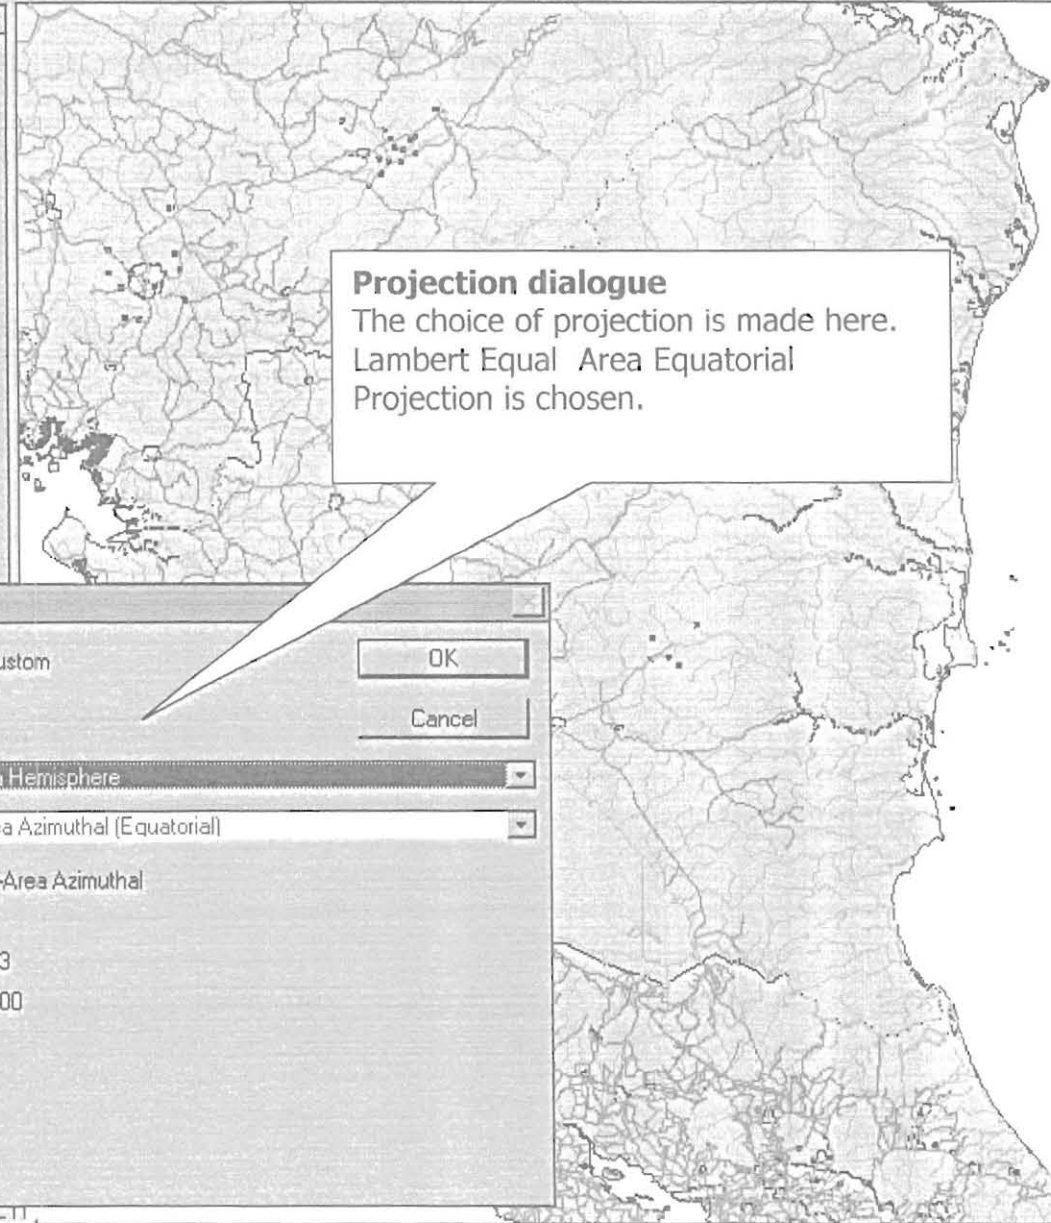 Projection dialogue
The choice of projection is made here.
Lambert Equal Area Equatorial
Projection is chosen.
ustom
OK
Cancel
a Hemisphere
ea Azimuthal (Equatorial)
-Area Azimuthal
3
00